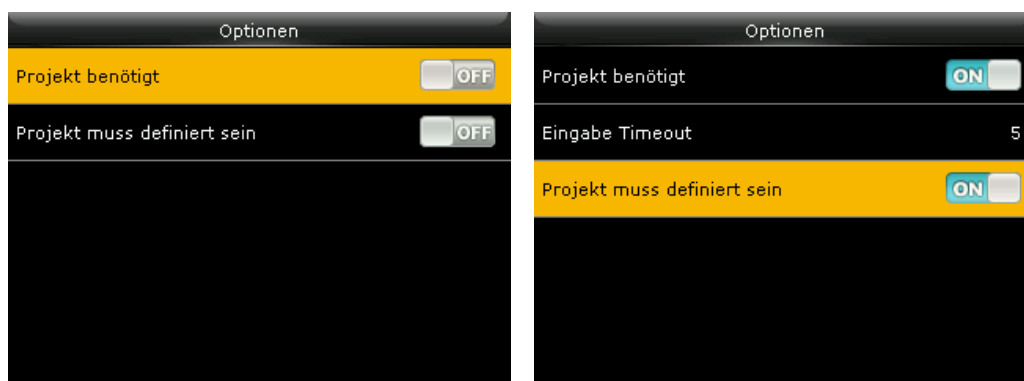 Optionen
Projekt benötigt OFF
Projekt muss definiert sein OFF
Optionen
Projekt benötigt ON
Eingabe Timeout 5
Projekt muss definiert sein ON